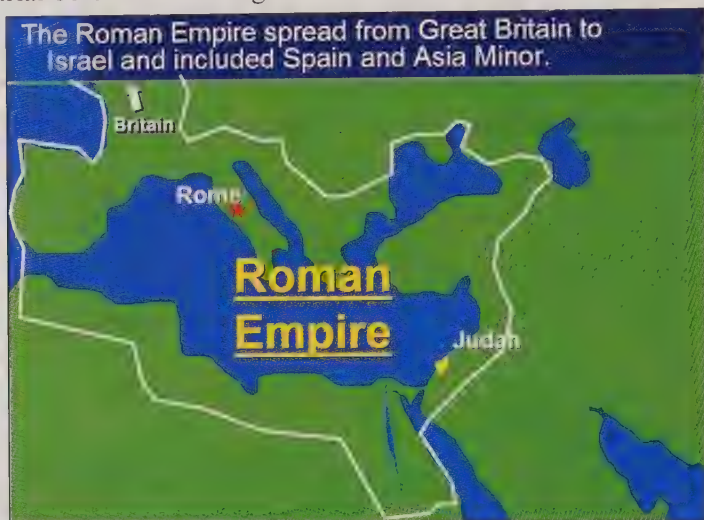 The Roman Empire spread from Great Britain to
Israel and included Spain and Asia Minor.
Britain
Rome
Roman
Empire
Judah